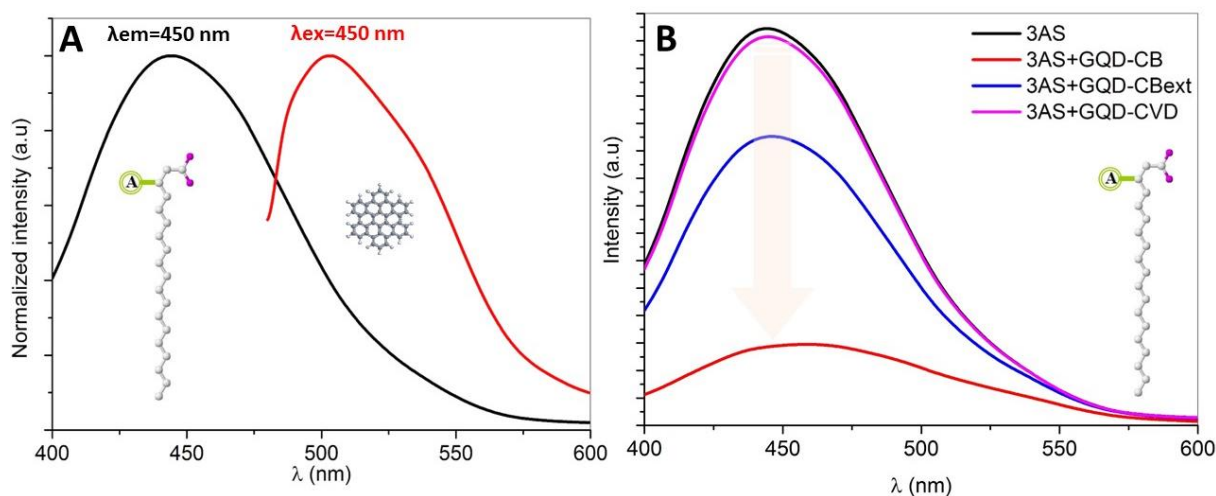 A
λem=450 nm
λex=450 nm
Normalized intensity (a.u)
A
400
450
500
550
600
λ (nm)
B
3AS
3AS+GQD-CB
3AS+GQD-CBext
3AS+GQD-CVD
Intensity (a.u)
A
400
450
500
550
600
λ (nm)